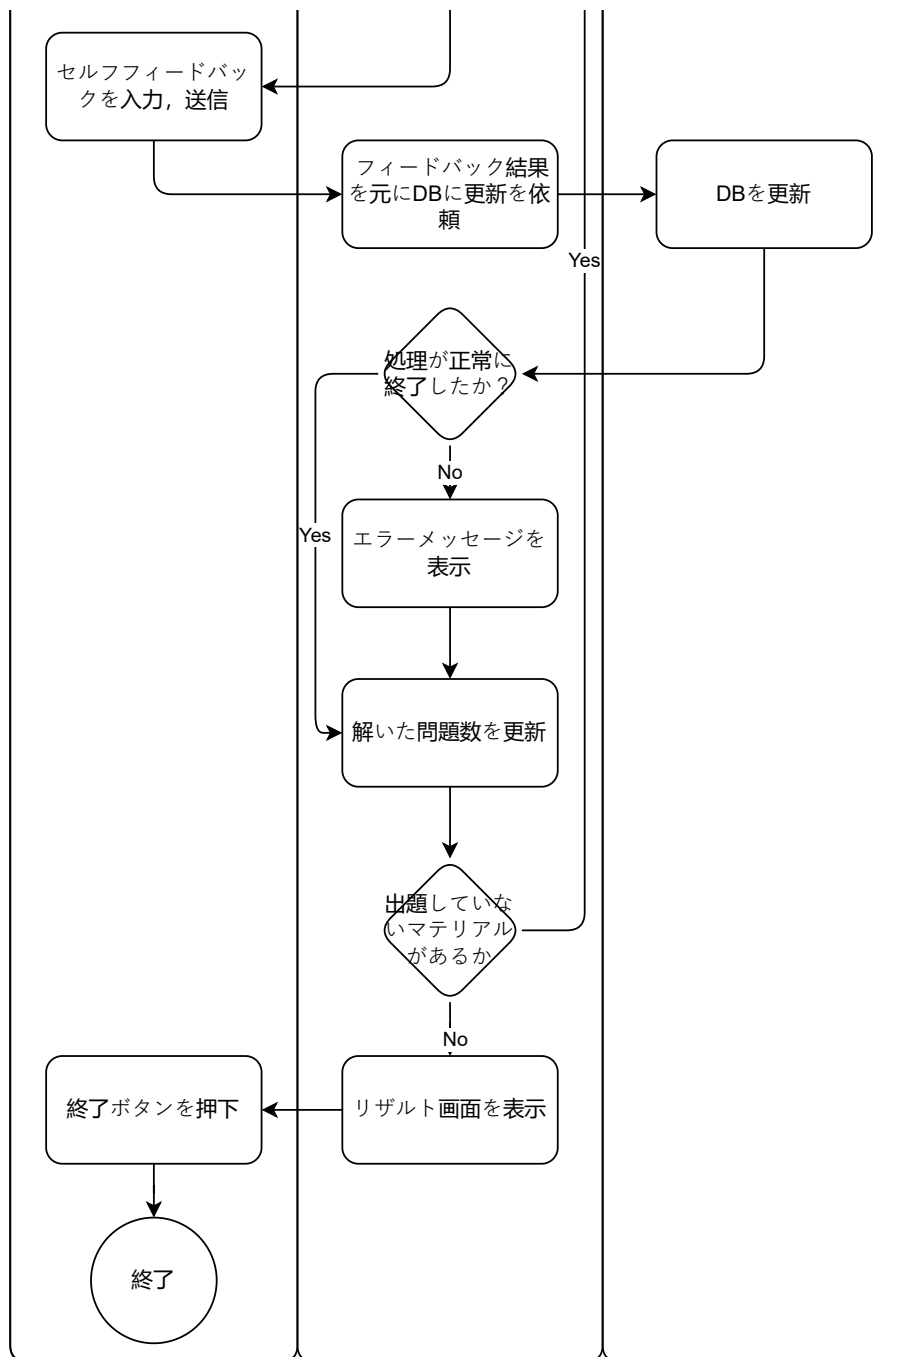 セルフフィードバッ
クを入力，送信
フィードバック結果
を元にDBに更新を依
頼
DBを更新
Yes
処理が正常に
終了したか？
No
Yes
エラーメッセージを
表示
解いた問題数を更新
出題していな
いマテリアル
があるか
No
終了ボタンを押下
リザルト画面を表示
終了